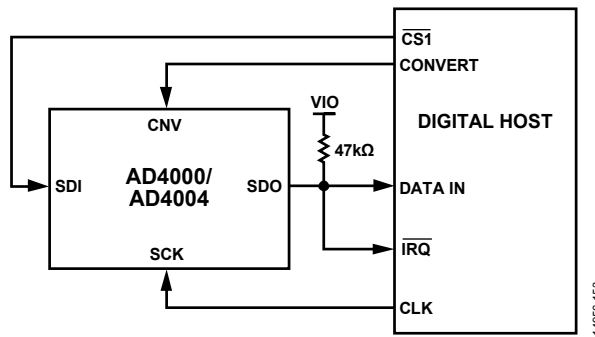 CS1
CONVERT
VIO
CNV
DIGITAL HOST
47kΩ
AD4000/
AD4004
SDI
SDO
DATA IN
IRQ
SCK
CLK